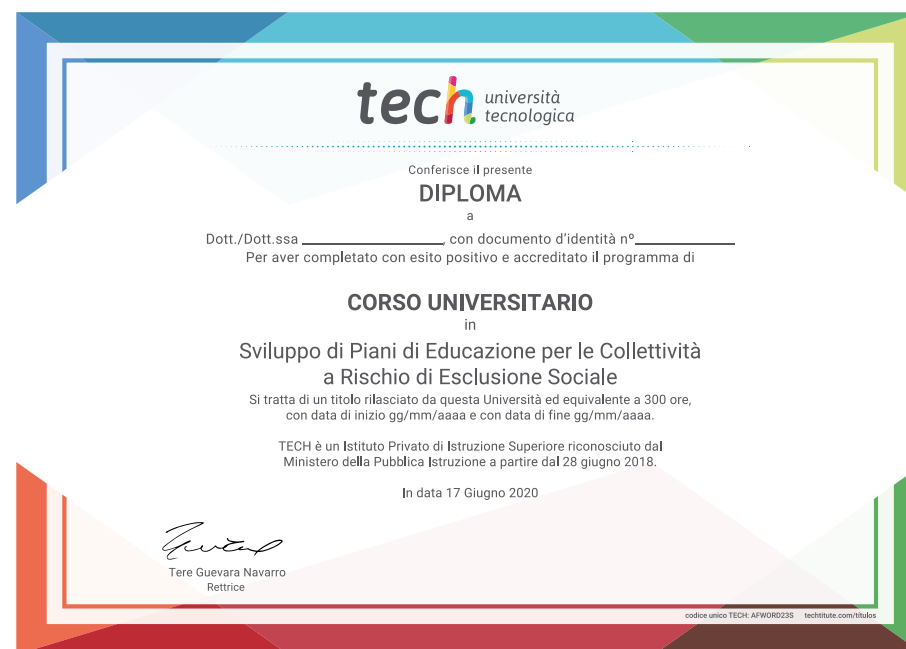 tech università
tecnologica
Conferisce il presente
DIPLOMA
a
Dott./Dott.ssa ____________________, con documento d'identità nº______________
Per aver completato con esito positivo e accreditato il programma di
CORSO UNIVERSITARIO
in
Sviluppo di Piani di Educazione per le Collettività
a Rischio di Esclusione Sociale
Si tratta di un titolo rilasciato da questa Università ed equivalente a 300 ore,
con data di inizio gg/mm/aaaa e con data di fine gg/mm/aaaa.
TECH è un Istituto Privato di Istruzione Superiore riconosciuto dal
Ministero della Pubblica Istruzione a partire dal 28 giugno 2018.
In data 17 Giugno 2020
Tere Guevara Navarro
Rettrice
codice unico TECH: AFWORD23S techtitute.com/titulos